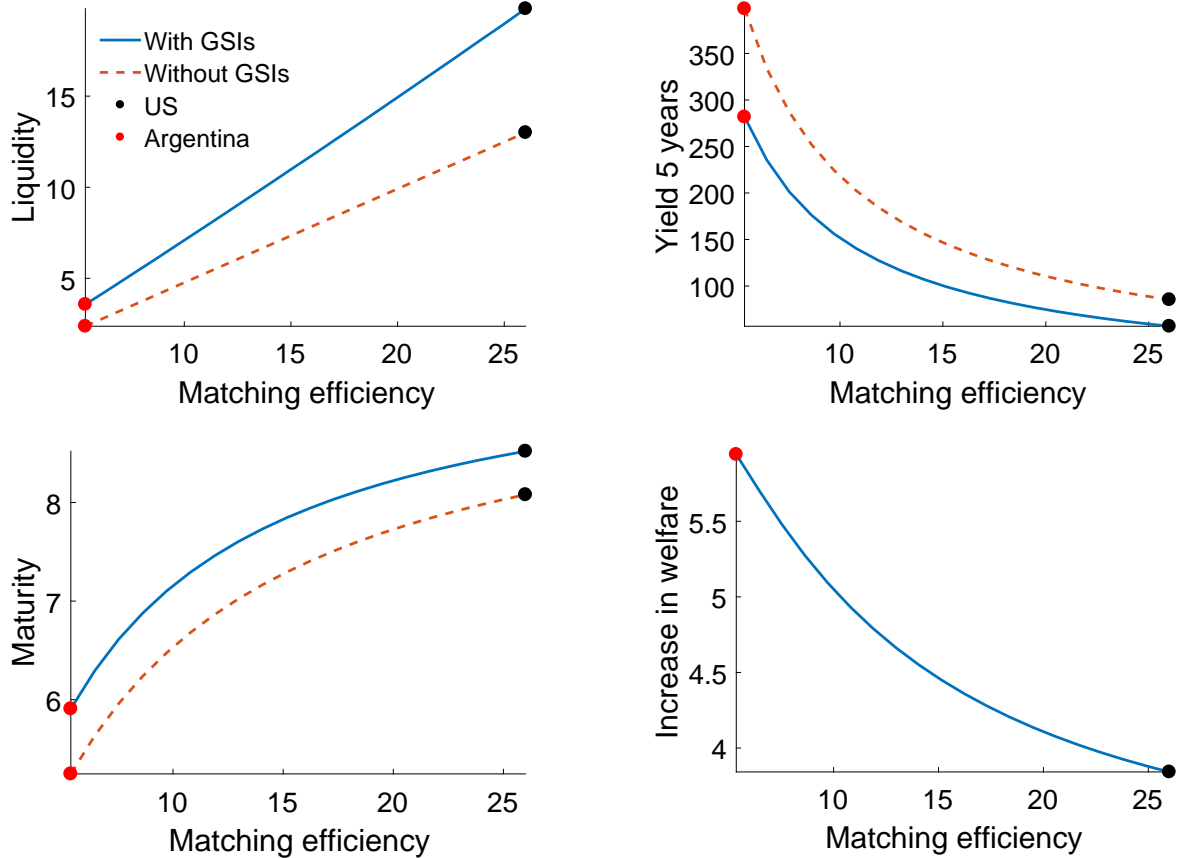 With GSIs
Without GSIs
US
Argentina
15
10
5
Liquidity
10 15 20 25
Matching efficiency
350
300
250
200
150
100
Yield 5 years
10 15 20 25
Matching efficiency
8
7
6
Maturity
10 15 20 25
Matching efficiency
5.5
5
4.5
4
Increase in welfare
10 15 20 25
Matching efficiency